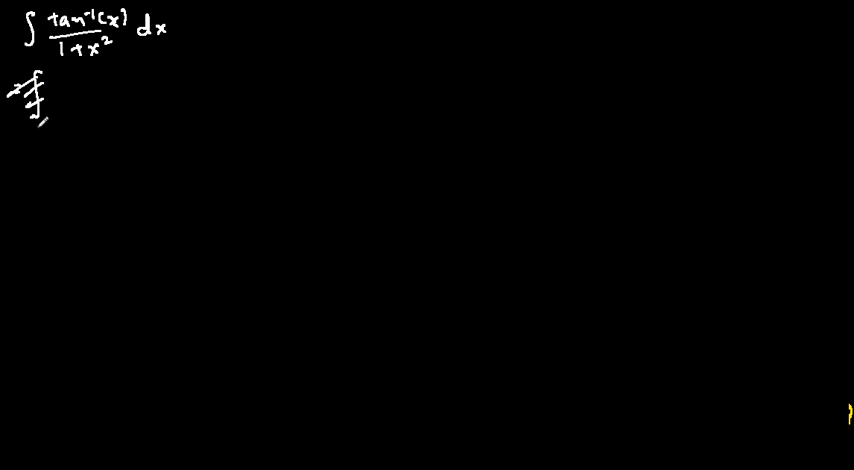 ∫ tan⁻¹(x) / 1+x² dx